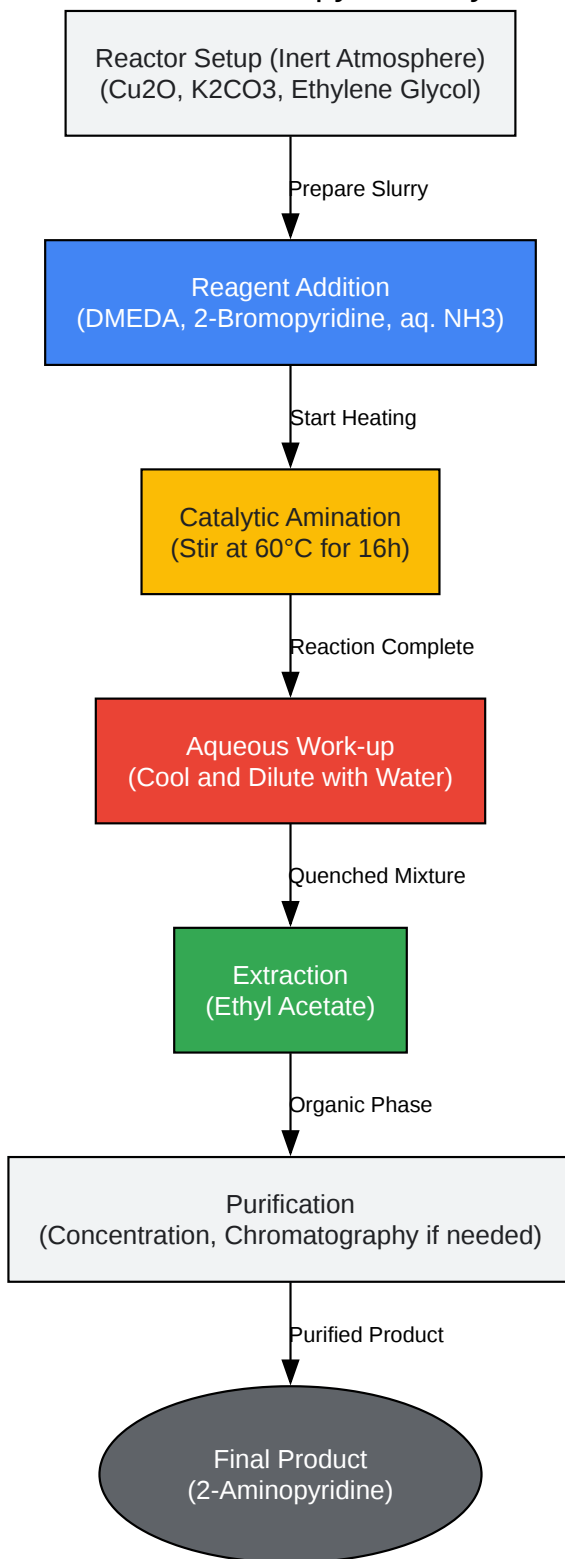 Reactor Setup (Inert Atmosphere)
(Cu2O, K2CO3, Ethylene Glycol)
Prepare Slurry
Reagent Addition
(DMEDA, 2-Bromopyridine, aq. NH3)
Start Heating
Catalytic Amination
(Stir at 60°C for 16h)
Reaction Complete
Aqueous Work-up
(Cool and Dilute with Water)
Quenched Mixture
Extraction
(Ethyl Acetate)
Organic Phase
Purification
(Concentration, Chromatography if needed)
Purified Product
Final Product
(2-Aminopyridine)